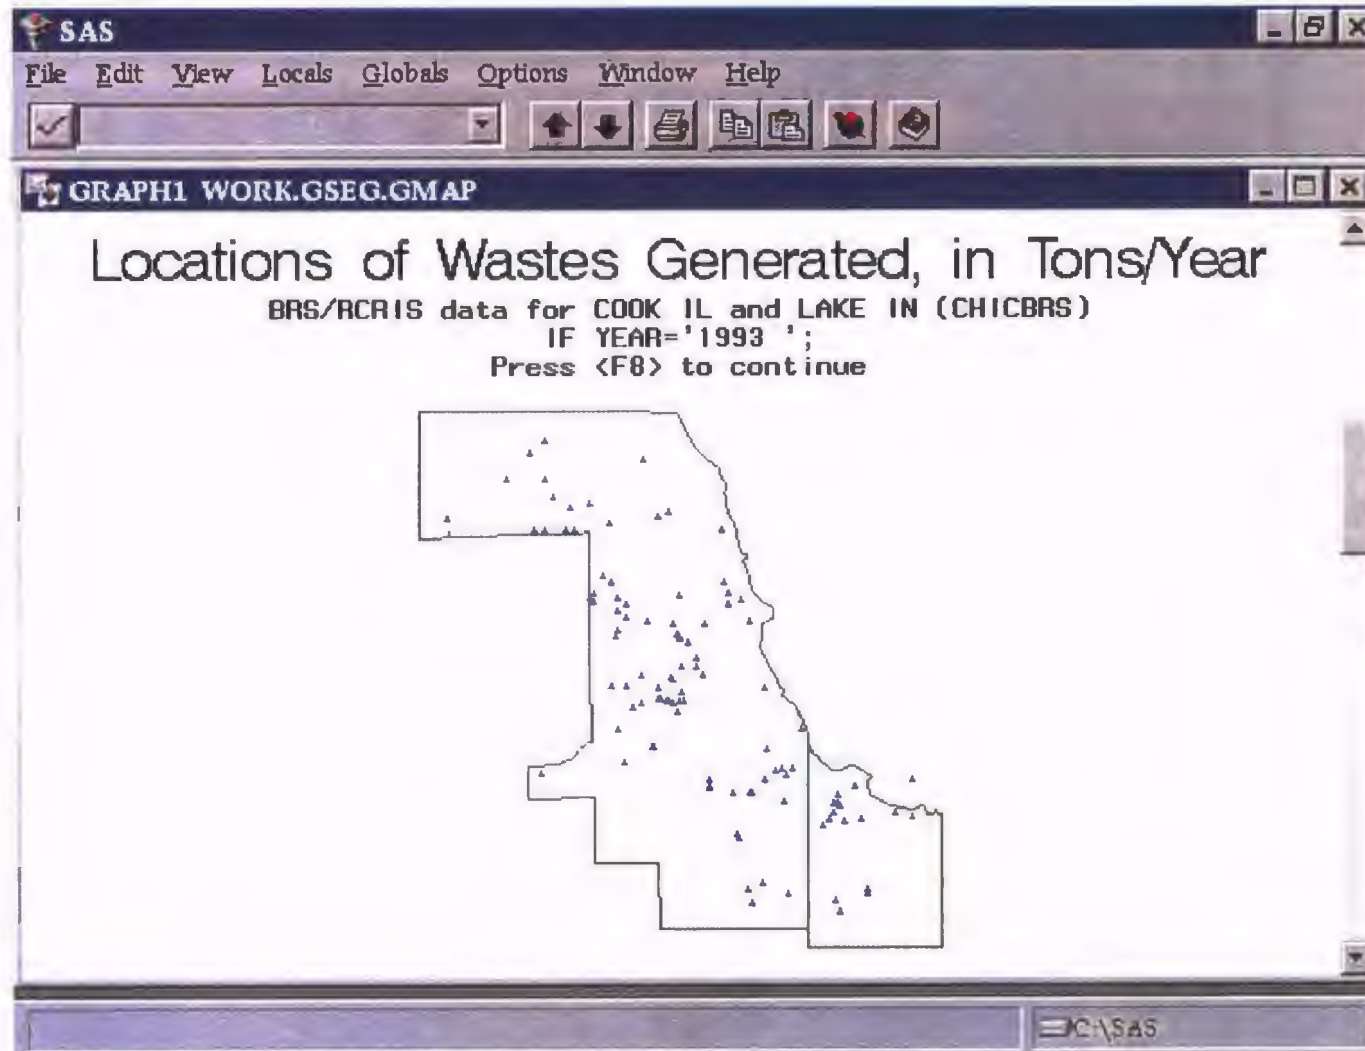 SAS
File Edit View Locals Globals Options Window Help
GRAPH1 WORK.GSEG.GMAP
Locations of Wastes Generated, in Tons/Year
BRS/RCRIS data for COOK IL and LAKE IN (CHICBRS)
IF YEAR='1993 ';
Press <F8> to continue
C:\SAS